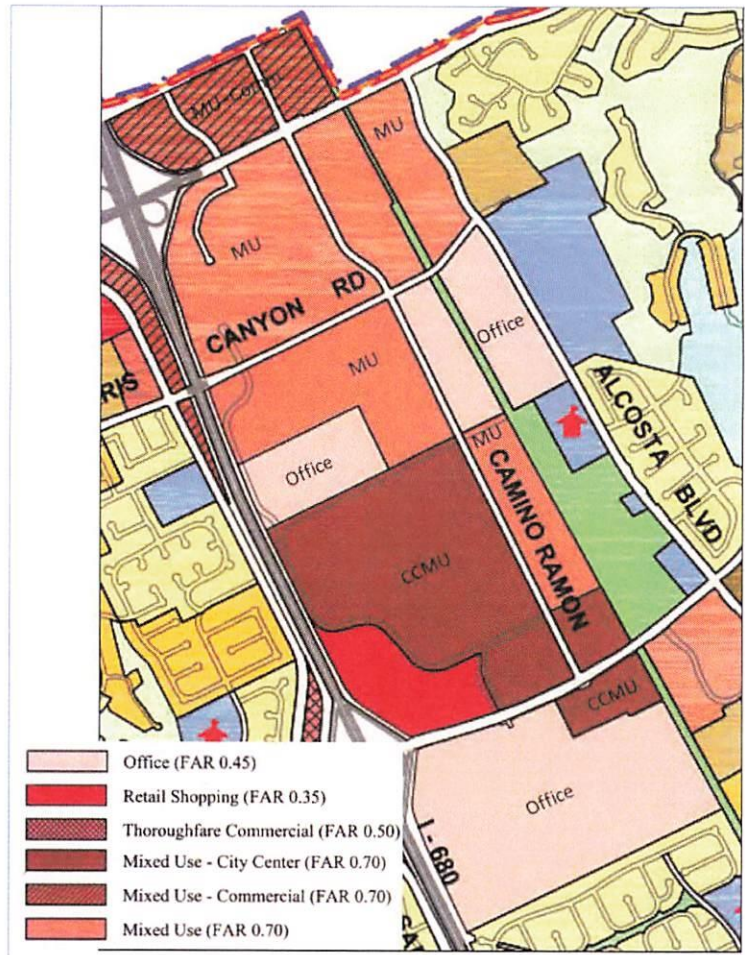 MU-Comm
MU
MU
CANYON RD
Office
MU
RIS
ALCOSTA BLVD
MU
Office
CAMINO RAMON
CCMU
CCMU
Office
I - 680
Office (FAR 0.45)
Retail Shopping (FAR 0.35)
Thoroughfare Commercial (FAR 0.50)
Mixed Use - City Center (FAR 0.70)
Mixed Use - Commercial (FAR 0.70)
Mixed Use (FAR 0.70)